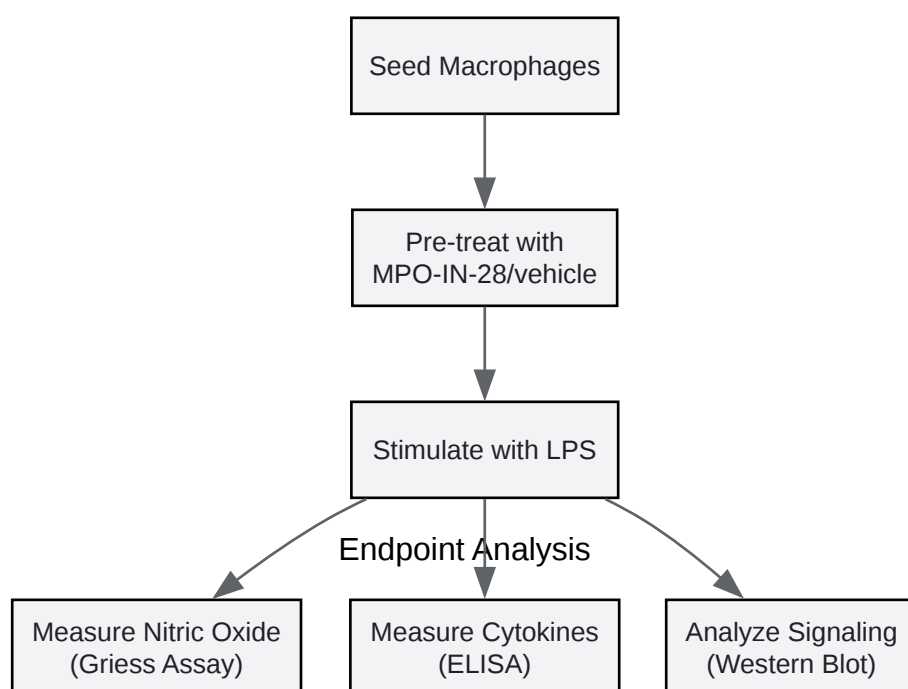 Seed Macrophages
Pre-treat with
MPO-IN-28/vehicle
Stimulate with LPS
Endpoint Analysis
Measure Nitric Oxide
(Griess Assay)
Measure Cytokines
(ELISA)
Analyze Signaling
(Western Blot)